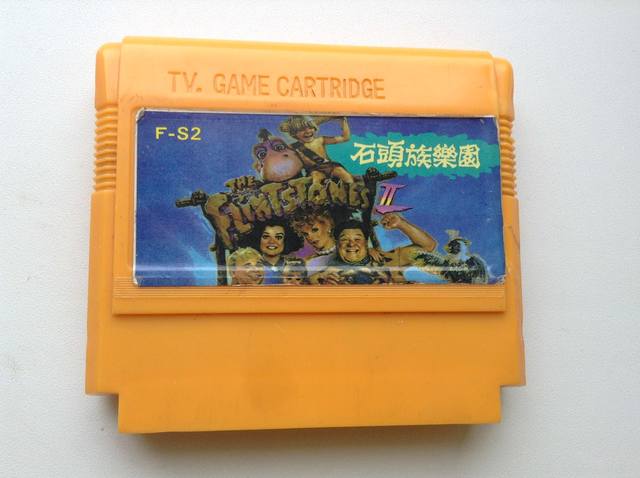 TV. GAME CARTRIDGE
F-S2
石頭族樂園
THE
FLINTSTONES
II